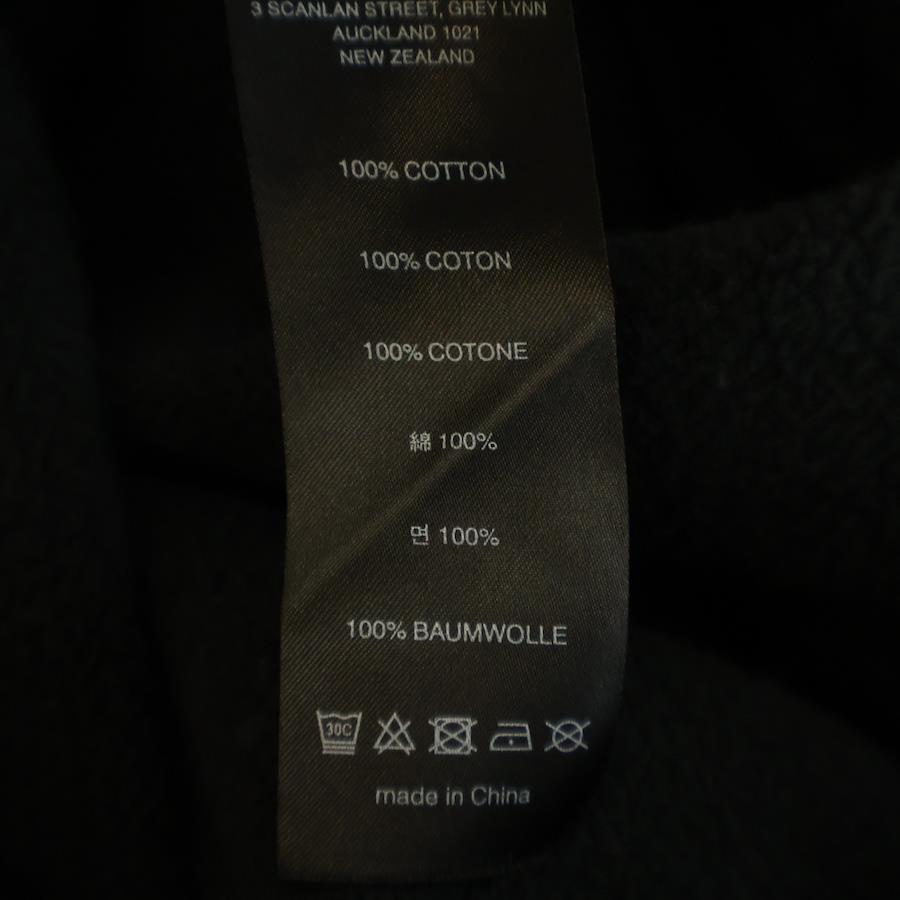 3 SCANLAN STREET, GREY LYNN
AUCKLAND 1021
NEW ZEALAND
100% COTTON
100% COTON
100% COTONE
綿 100%
면 100%
100% BAUMWOLLE
30C
made in China